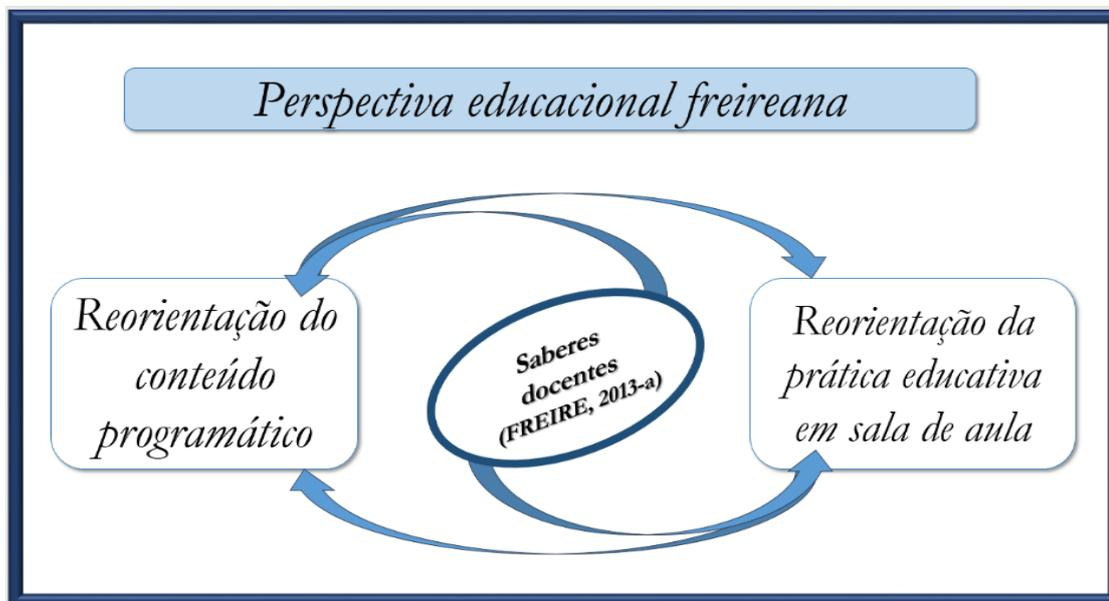 Perspectiva educacional freireana
Reorientação do
conteúdo
programático
Saberes
docentes
(FREIRE, 2013-a)
Reorientação da
prática educativa
em sala de aula